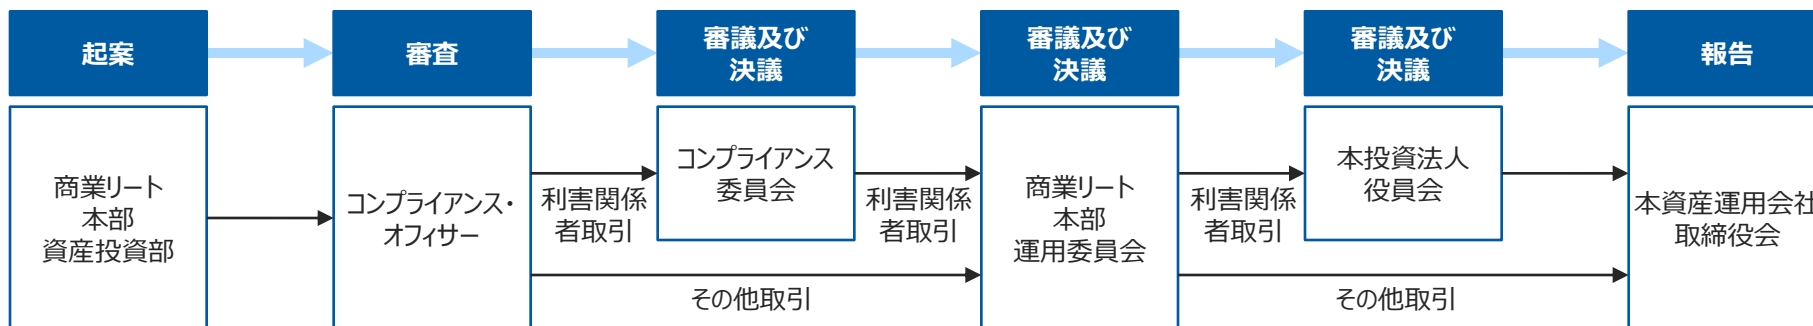 起案
審査
審議及び
決議
審議及び
決議
審議及び
決議
報告
商業リート
本部
資産投資部
コンプライアンス・
オフィサー
利害関係
者取引
コンプライアンス
委員会
利害関係
者取引
その他取引
商業リート
本部
運用委員会
利害関係
者取引
本投資法人
役員会
その他取引
本資産運用会社
取締役会